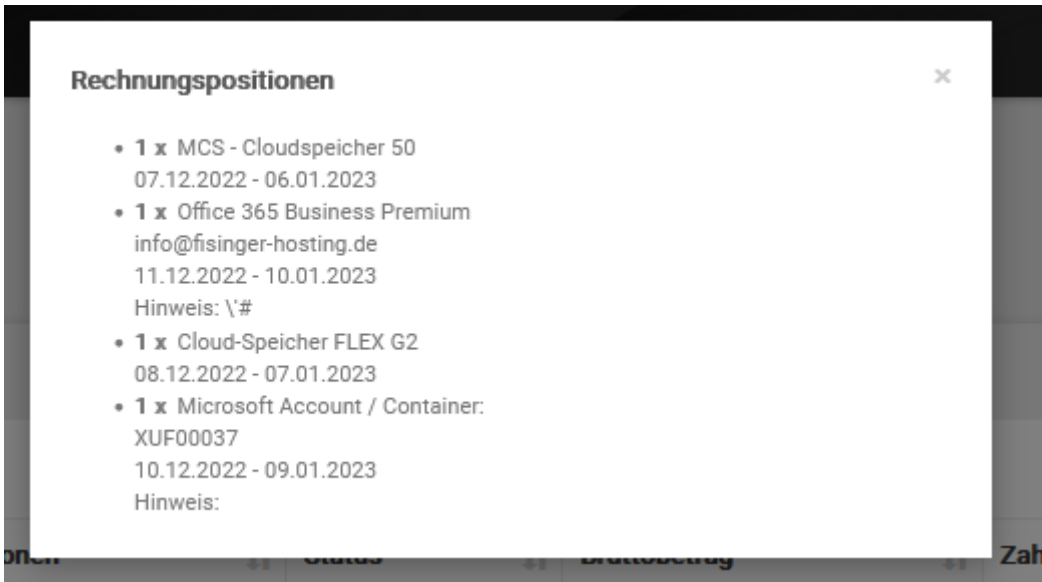 Rechnungspositionen ×
• 1 x MCS - Cloudspeicher 50
07.12.2022 - 06.01.2023
• 1 x Office 365 Business Premium
info@fisinger-hosting.de
11.12.2022 - 10.01.2023
Hinweis: \'#
• 1 x Cloud-Speicher FLEX G2
08.12.2022 - 07.01.2023
• 1 x Microsoft Account / Container:
XUF00037
10.12.2022 - 09.01.2023
Hinweis:
onen Status Bruttobetrag Zah